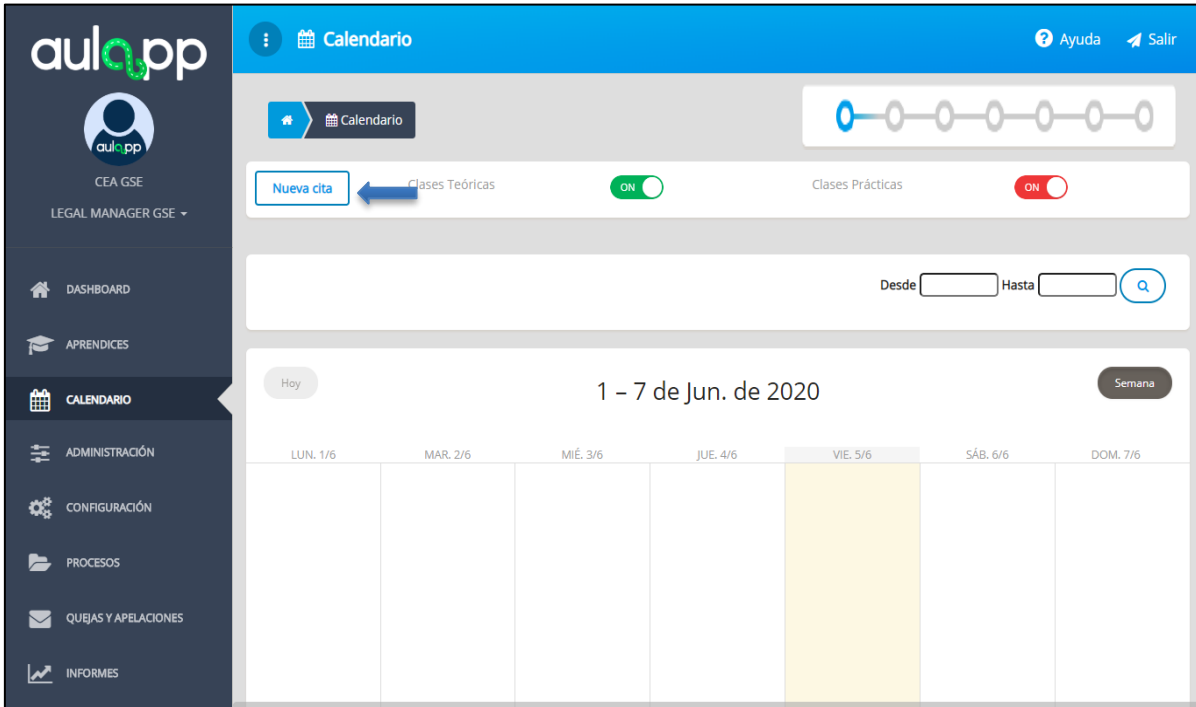 aulapp
aulapp
CEA GSE
LEGAL MANAGER GSE
DASHBOARD
APRENDICES
CALENDARIO
ADMINISTRACIÓN
CONFIGURACIÓN
PROCESOS
QUEJAS Y APELACIONES
INFORMES
Calendario
? Ayuda Salir
Calendario
Nueva cita Clases Teóricas ON Clases Prácticas ON
Desde Hasta
Hoy 1 – 7 de Jun. de 2020 Semana
LUN. 1/6 MAR. 2/6 MIÉ. 3/6 JUE. 4/6 VIE. 5/6 SÁB. 6/6 DOM. 7/6